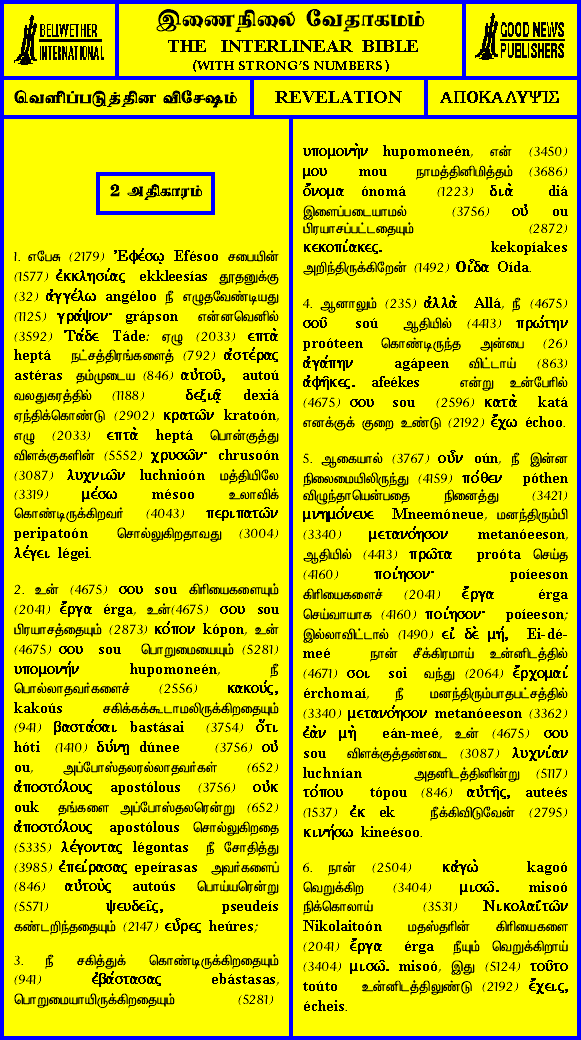 BELLWETHER
INTERNATIONAL
இணைநிலை வேதாகமம்
THE INTERLINEAR BIBLE
(WITH STRONG'S NUMBERS)
GOOD NEWS
PUBLISHERS
வெளிப்படுத்தின விசேஷம்
REVELATION
ΑΠΟΚΑΛΥΨΙΣ
2 அதிகாரம்
1. எபேசு (2179) Ἐφέσῳ Efésoo சபையின்
(1577) ἐκκλησίας ekkleesías தூதனுக்கு
(32) ἀγγέλω angéloo நீ எழுதவேண்டியது
(1125) γράψον· grápson என்னவெனில்
(3592) Τάδε Táde: ஏழு (2033) επτὰ
heptá நட்சத்திரங்களைத் (792) ἀστέρας
astéras தம்முடைய (846) αὐτοῦ, autoú
வலதுகரத்தில் (1188) δεξιᾷ dexiá
ஏந்திக்கொண்டு (2902) κρατῶν kratoón,
எழு (2033) επτὰ heptá பொன்குத்து
விளக்குகளின் (5552) χρυσῶν· chrusoón
(3087) λυχνιῶν luchnioón மத்தியிலே
(3319) μέσω mésoo உலாவிக்
கொண்டிருக்கிறவர் (4043) περιπατῶν
peripatoón சொல்லுகிறதாவது (3004)
λέγει légei.
2. உன் (4675) σου sou கிரியைகளையும்
(2041) ἔργα érga, உன்(4675) σου sou
பிரயாசத்தையும் (2873) κόπον kópon, உன்
(4675) σου sou பொறுமையையும் (5281)
υπομονήν hupomoneén, நீ
பொல்லாதவர்களைச் (2556) κακούς,
kakoús சகிக்கக்கூடாமலிருக்கிறதையும்
(941) βαστάσαι bastásai (3754) ὅτι
hóti (1410) δύνῃ dúnee (3756) οὐ
ou, அப்போஸ்தலரல்லாதவர்கள் (652)
ἀποστόλους apostólous (3756) οὐκ
ouk தங்களை அப்போஸ்தலரென்று (652)
ἀποστόλους apostólous சொல்லுகிறதை
(5335) λέγοντας légontas நீ சோதித்து
(3985) ἐπείρασας epeírasas அவர்களைப்
(846) αὐτοὺς autoús பொய்யரென்று
(5571) ψευδεῖς, pseudeís
கண்டறிந்ததையும் (2147) εὗρες heúres;
3. நீ சகித்துக் கொண்டிருக்கிறதையும்
(941) ἐβάστασας ebástasas,
பொறுமையாயிருக்கிறதையும் (5281)
υπομονὴν hupomoneén, என் (3450)
μου mou நாமத்தினிமித்தம் (3686)
ὄνομα ónomá (1223) διὰ diá
இளைப்படையாமல் (3756) οὐ ou
பிரயாசப்பட்டதையும் (2872)
κεκοπίακες. kekopíakes
அறிந்திருக்கிறேன் (1492) Οἶδα Oída.
4. ஆனாலும் (235) ἀλλὰ Allá, நீ (4675)
σοῦ soú ஆதியில் (4413) πρώτην
proóteen கொண்டிருந்த அன்பை (26)
ἀγάπην agápeen விட்டாய் (863)
ἀφῆκες. afeékes என்று உன்பேரில்
(4675) σου sou (2596) κατὰ katá
எனக்குக் குறை உண்டு (2192) ἔχω échoo.
5. ஆகையால் (3767) οὖν oún, நீ இன்ன
நிலைமையிலிருந்து (4159) πόθεν póthen
விழுந்தாயென்பதை நினைத்து (3421)
μνημόνευε Mneemóneue, மனந்திரும்பி
(3340) μετανόησον metanóeeson,
ஆதியில் (4413) πρῶτα proóta செய்த
(4160) ποίησον· poíeeson
கிரியைகளைச் (2041) ἔργα érga
செய்வாயாக (4160) ποίησον· poíeeson;
இல்லாவிட்டால் (1490) εἰ δὲ μή, Ei-dé-
meé நான் சீக்கிரமாய் உன்னிடத்தில்
(4671) σοι soi வந்து (2064) ἔρχομαί
érchomaí, நீ மனந்திரும்பாதபட்சத்தில்
(3340) μετανόησον metanóeeson (3362)
ἐὰν μὴ eán-meé, உன் (4675) σου
sou விளக்குத்தண்டை (3087) λυχνίαν
luchnían அதனிடத்தினின்று (5117)
τόπου tópou (846) αὐτῆς, auteés
(1537) ἐκ ek நீக்கிவிடுவேன் (2795)
κινήσω kineésoo.
6. நான் (2504) κἀγὼ kagoó
வெறுக்கிற (3404) μισῶ. misoó
நிக்கொலாய் (3531) Νικολαΐτῶν
Nikolaitoón மதஸ்தரின் கிரியைகளை
(2041) ἔργα érga நீயும் வெறுக்கிறாய்
(3404) μισῶ. misoó, இது (5124) τοῦτο
toúto உன்னிடத்திலுண்டு (2192) ἔχεις,
écheis.